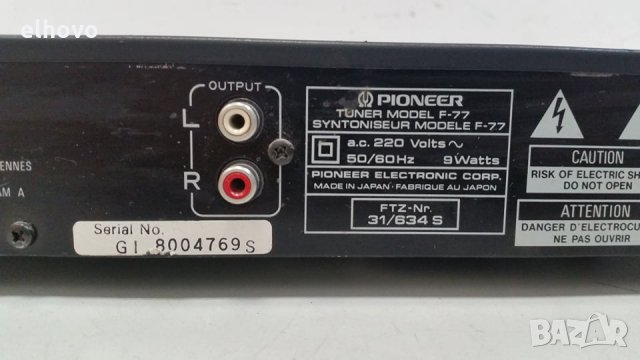 elhovo
OUTPUT
L
R
ENNES
AM A
Serial No.
GI 8004769 S
PIONEER
TUNER MODEL F-77
SYNTONISEUR MODELE F-77
a.c. 220 Volts ~
50/60Hz 9Watts
PIONEER ELECTRONIC CORP.
MADE IN JAPAN · FABRIQUE AU JAPON
FTZ-Nr.
31/634 S
CAUTION
RISK OF ELECTRIC SH
DO NOT OPEN
ATTENTION
DANGER D'ELECTROCU
NE PAS OUVRIR
BAZAR